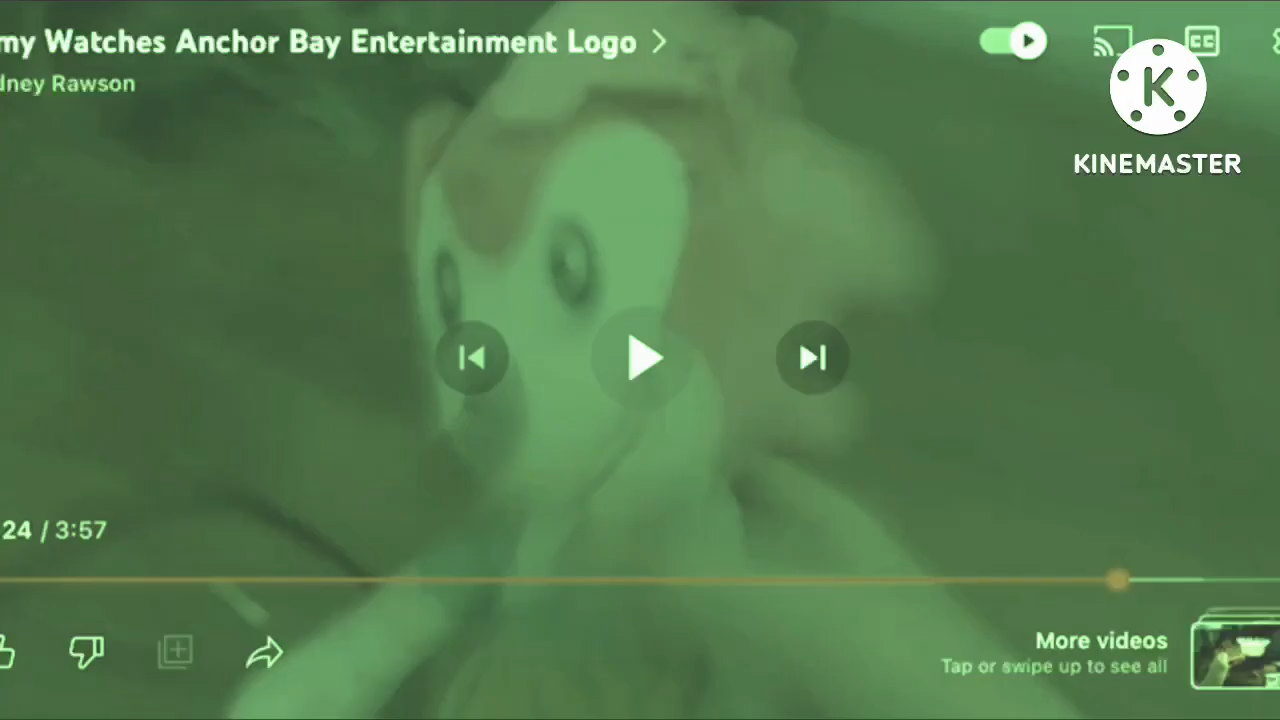 my Watches Anchor Bay Entertainment Logo
dney Rawson
CC
K
KINEMASTER
24 / 3:57
More videos
Tap or swipe up to see all